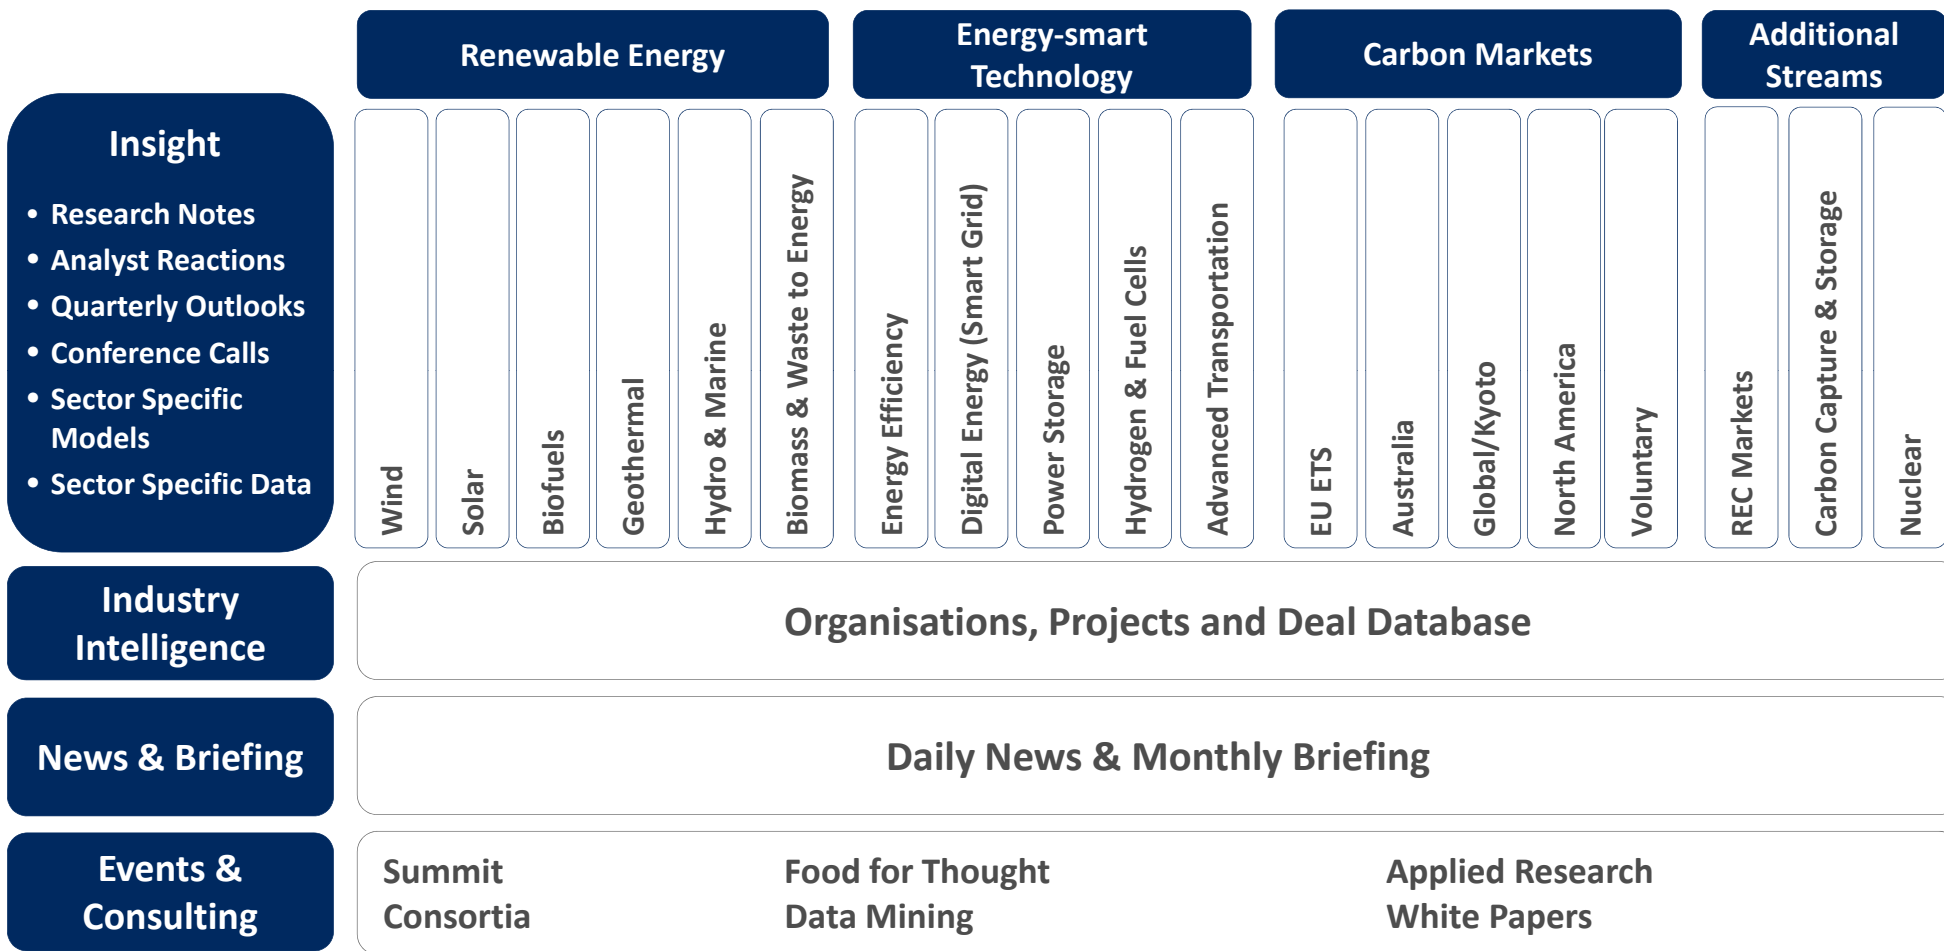 Renewable Energy
Energy-smart
Technology
Carbon Markets
Additional
Streams
Insight
• Research Notes
• Analyst Reactions
• Quarterly Outlooks
• Conference Calls
• Sector Specific
Models
• Sector Specific Data
Wind
Solar
Biofuels
Geothermal
Hydro & Marine
Biomass & Waste to Energy
Energy Efficiency
Digital Energy (Smart Grid)
Power Storage
Hydrogen & Fuel Cells
Advanced Transportation
EU ETS
Australia
Global/Kyoto
North America
Voluntary
REC Markets
Carbon Capture & Storage
Nuclear
Industry
Intelligence
Organisations, Projects and Deal Database
News & Briefing
Daily News & Monthly Briefing
Events &
Consulting
Summit
Consortia
Food for Thought
Data Mining
Applied Research
White Papers